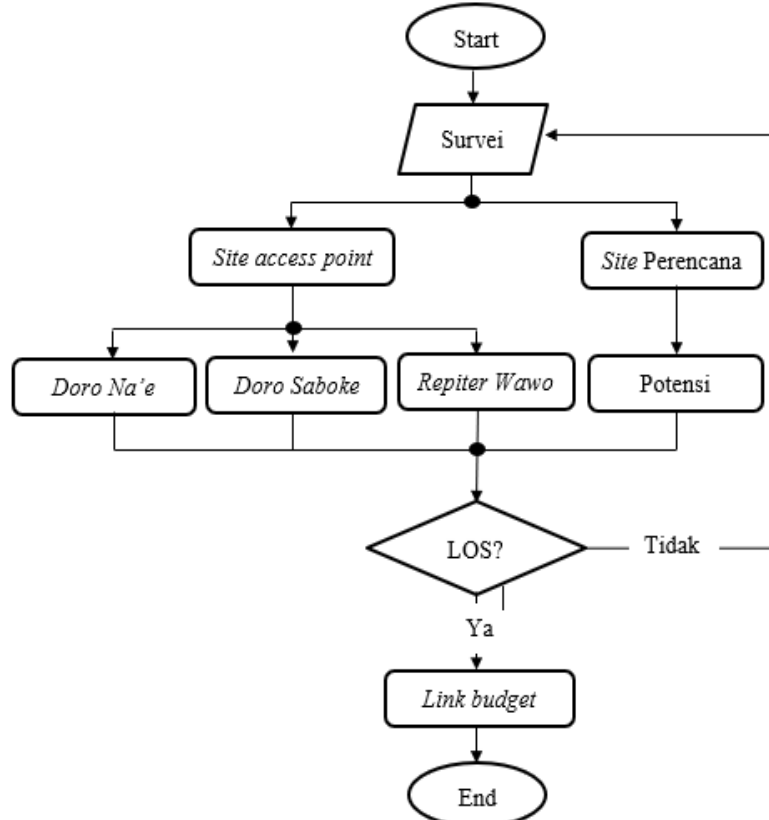 Start
Survei
Site access point
Site Perencana
Doro Na’e
Doro Saboke
Repiter Wawo
Potensi
LOS?
Tidak
Ya
Link budget
End